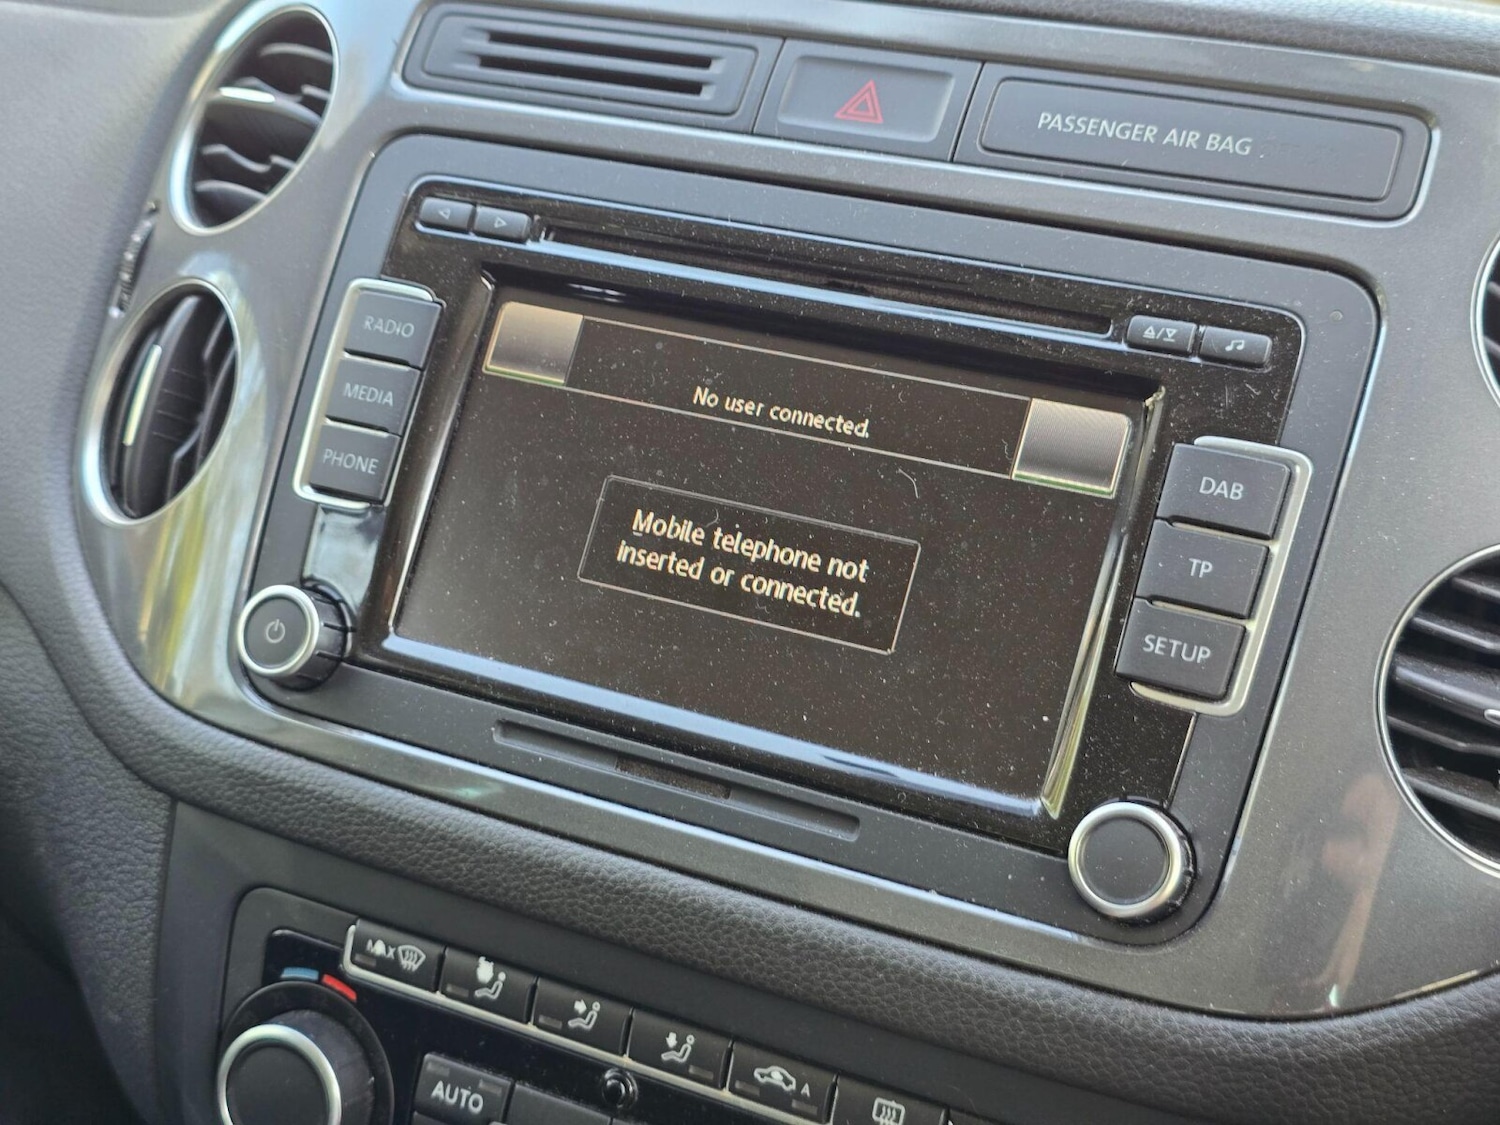 PASSENGER AIR BAG
RADIO
MEDIA
PHONE
No user connected.
Mobile telephone not
inserted or connected.
DAB
TP
SETUP
MAX
A
AUTO